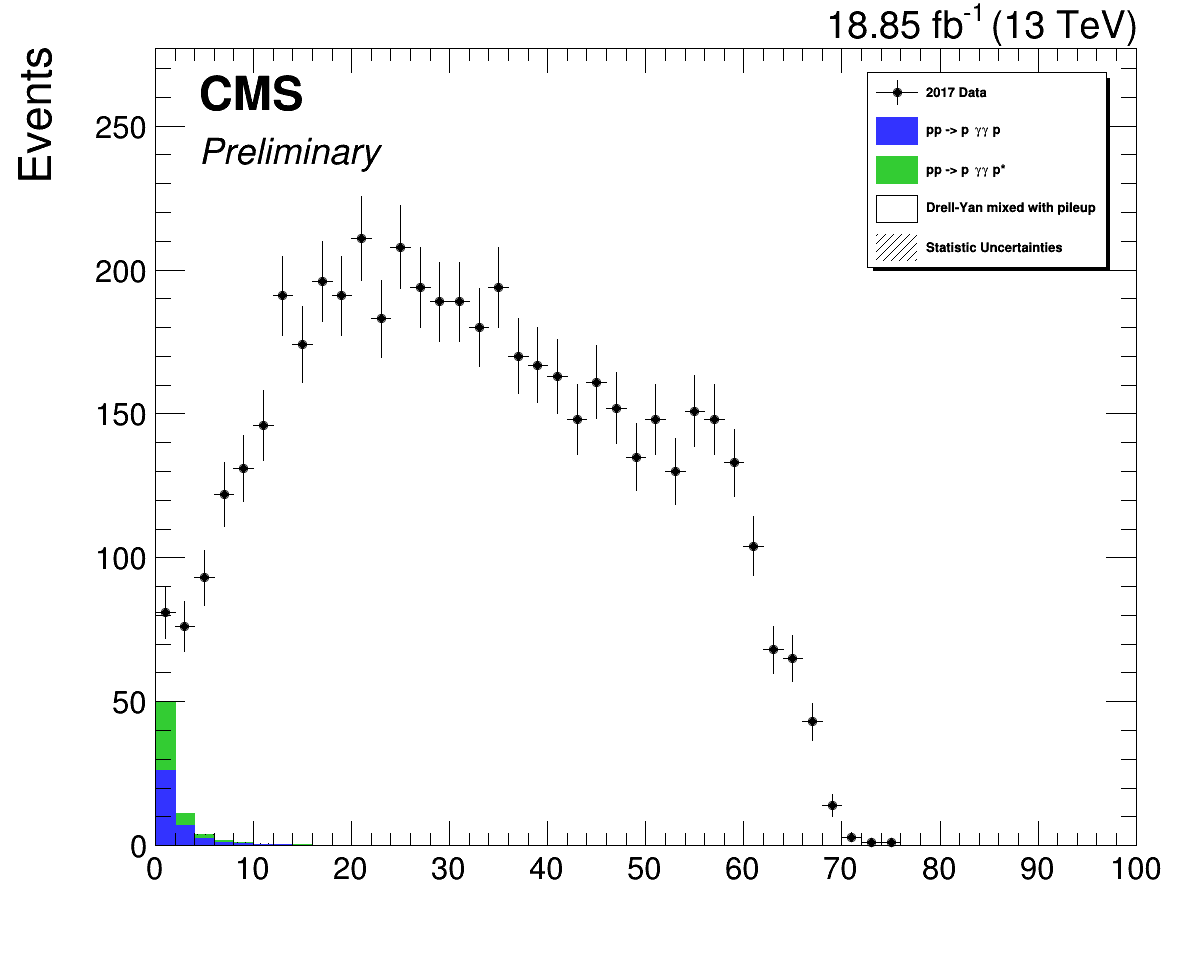 18.85 fb⁻¹ (13 TeV)
Events
CMS
Preliminary
2017 Data
pp -> p γγ p
pp -> p γγ p*
Drell-Yan mixed with pileup
Statistic Uncertainties
250
200
150
100
50
0
0 10 20 30 40 50 60 70 80 90 100